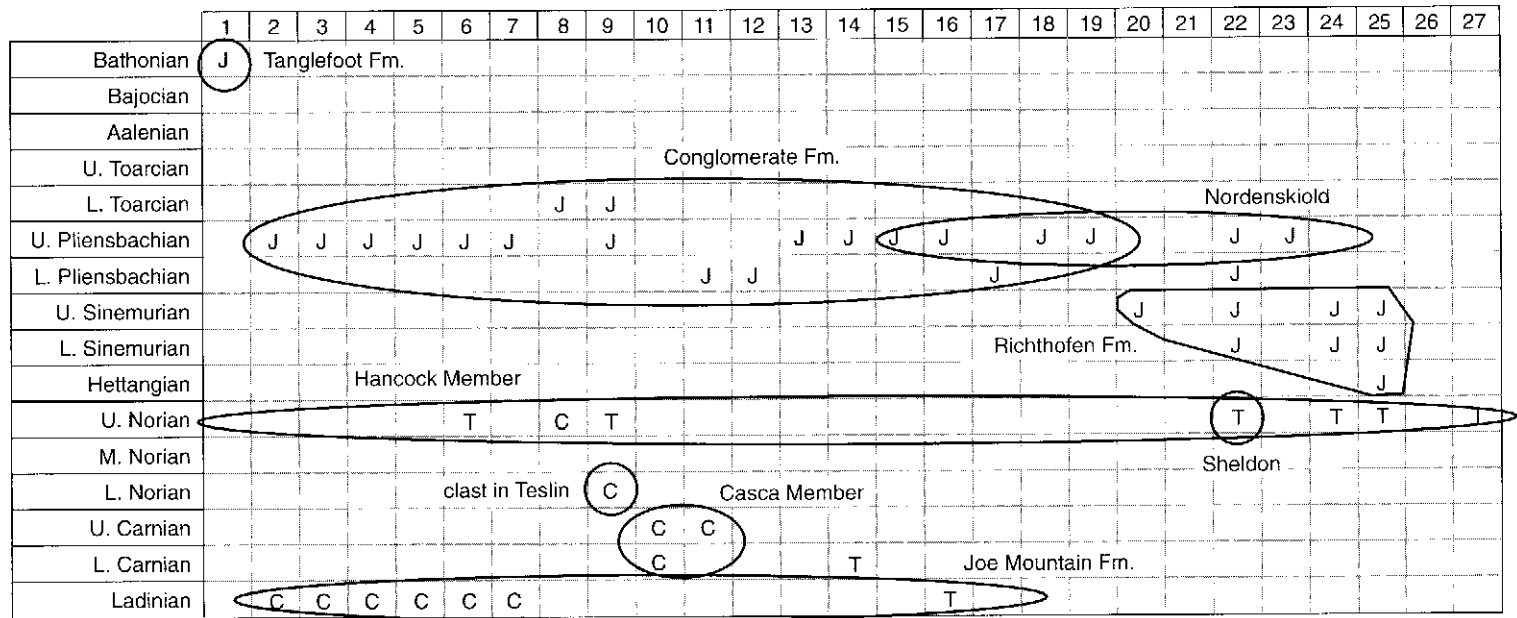 1 2 3 4 5 6 7 8 9 10 11 12 13 14 15 16 17 18 19 20 21 22 23 24 25 26 27
Bathonian J Tanglefoot Fm.
Bajocian
Aalenian
U. Toarcian
Conglomerate Fm.
L. Toarcian J J Nordenskiold
U. Pliensbachian J J J J J J J J J J J J J J J
L. Pliensbachian J J J J
U. Sinemurian J J J J
L. Sinemurian Richthofen Fm. J J J
Hettangian Hancock Member J
U. Norian T C T T T T T
M. Norian Sheldon
L. Norian clast in Teslin C Casca Member
U. Carnian C C
L. Carnian C T Joe Mountain Fm.
Ladinian C C C C C C T